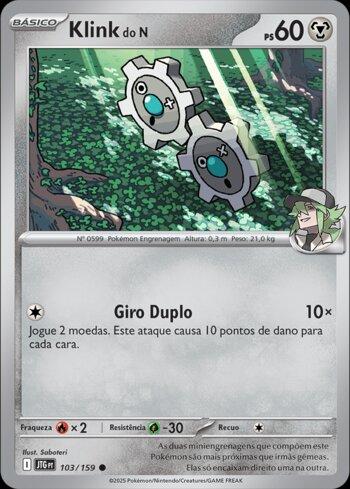 BÁSICO
Klink do N
PS 60
Nº 0599 Pokémon Engrenagem Altura: 0,3 m Peso: 21,0 kg
Giro Duplo 10×
Jogue 2 moedas. Este ataque causa 10 pontos de dano para
cada cara.
Fraqueza × 2 Resistência -30 Recuo
Ilust. Saboteri
I JTG PT 103/159
As duas miniengrenagens que compõem este
Pokémon são mais próximas que irmãs gêmeas.
Elas só encaixam direito uma na outra.
©2025 Pokémon/Nintendo/Creatures/GAME FREAK